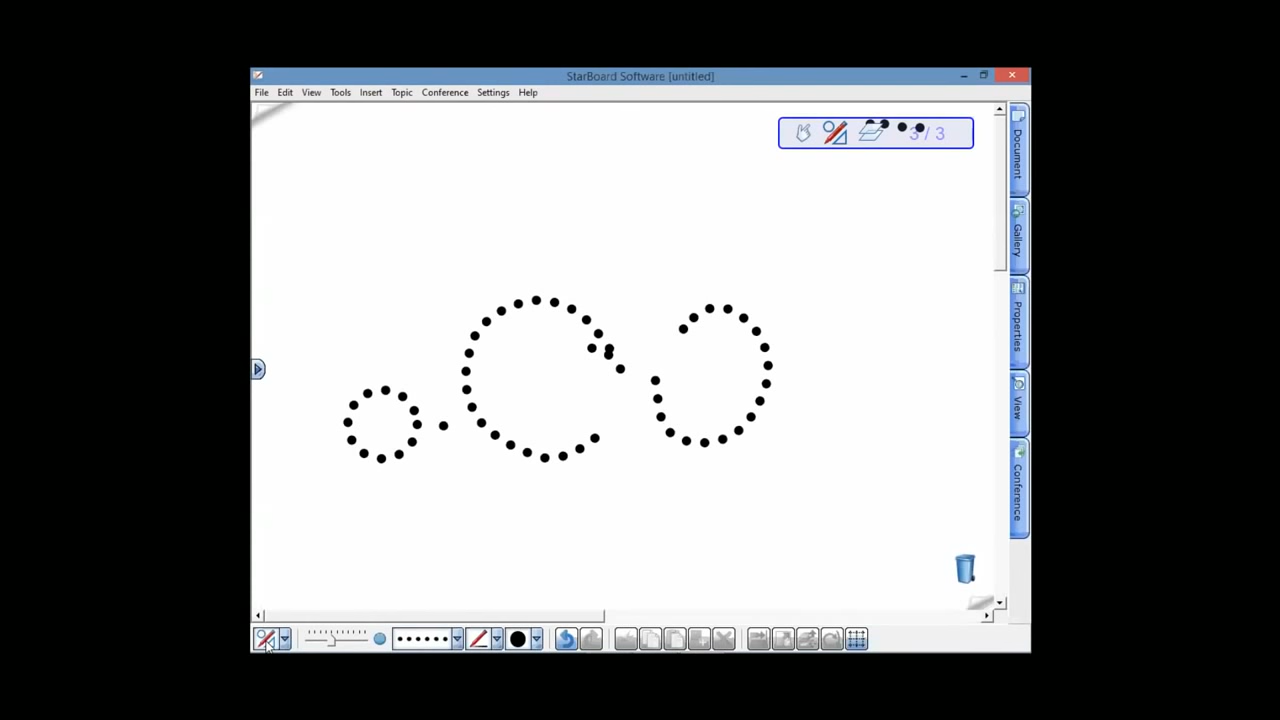 StarBoard Software [untitled]
File Edit View Tools Insert Topic Conference Settings Help
3 / 3
Document
Gallery
Properties
View
Conference